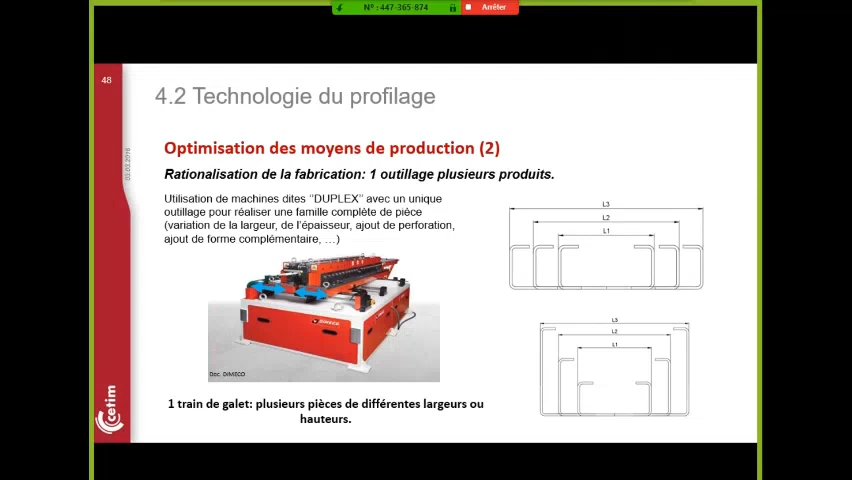 N° : 447-365-874
Arrêter
48
4.2 Technologie du profilage
09.03.2016
Optimisation des moyens de production (2)
Rationalisation de la fabrication: 1 outillage plusieurs produits.
Utilisation de machines dites ‘‘DUPLEX’’ avec un unique
outillage pour réaliser une famille complète de pièce
(variation de la largeur, de l’épaisseur, ajout de perforation,
ajout de forme complémentaire, …)
L3
L2
L1
L3
L2
L1
Doc. DIMECO
1 train de galet: plusieurs pièces de différentes largeurs ou
hauteurs.
cetim